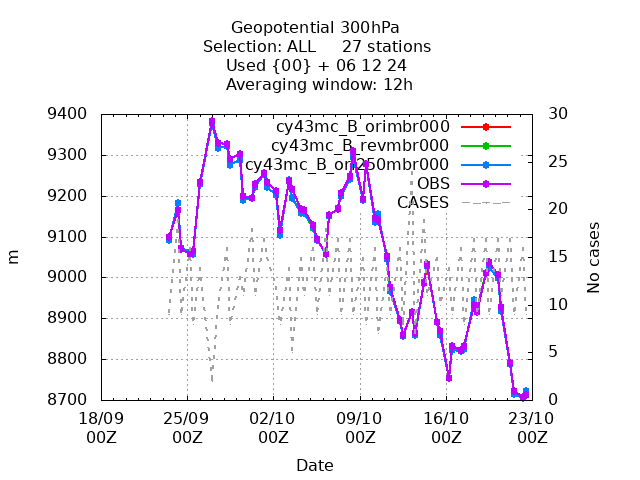 Geopotential 300hPa
Selection: ALL 27 stations
Used {00} + 06 12 24
Averaging window: 12h
9400
9300
9200
9100
9000
8900
8800
8700
m
30
25
20
15
10
5
0
No cases
cy43mc_B_orimbr000
cy43mc_B_revmbr000
cy43mc_B_ori250mbr000
OBS
CASES
18/09 25/09 02/10 09/10 16/10 23/10
00Z 00Z 00Z 00Z 00Z 00Z
Date